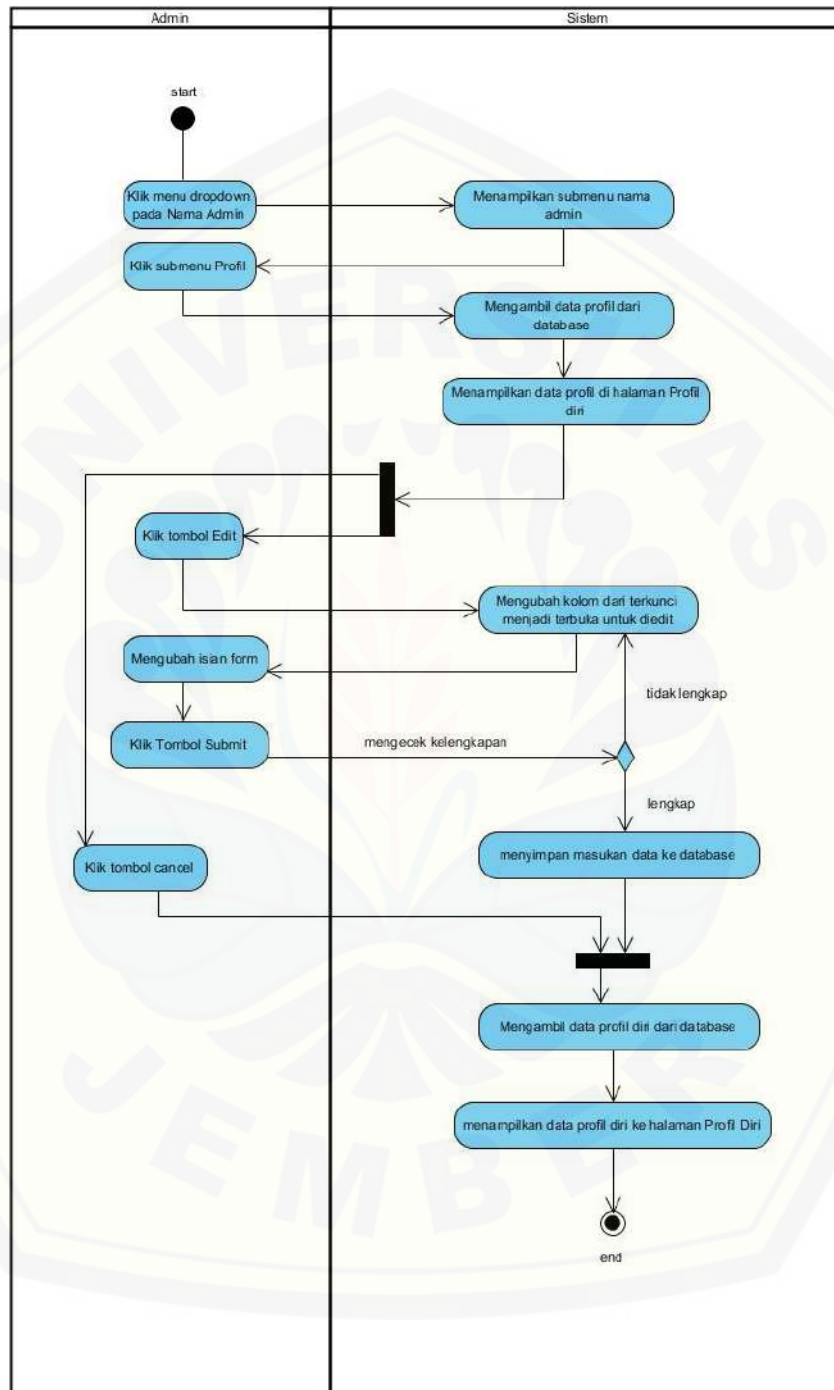 Admin
Sistem
start
Klik menu dropdown
pada Nama Admin
Menampilkan submenu nama
admin
Klik submenu Profil
Mengambil data profil dari
database
Menampilkan data profil di halaman Profil
diri
Klik tombol Edit
Mengubah kolom dari terkunci
menjadi terbuka untuk diedit
Mengubah isian form
tidak lengkap
Klik Tombol Submit
mengecek kelengkapan
lengkap
menyimpan masukan data ke database
Klik tombol cancel
Mengambil data profil diri dari database
menampilkan data profil diri ke halaman Profil Diri
end
UNIVERSITAS
JEMBER